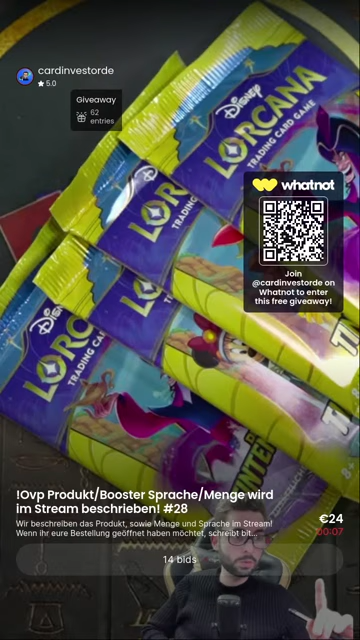 cardinvestorde
5.0
Giveaway
62
entries
DISNEY
LORCANA
TRADING CARD GAME
whatnot
Join
@cardinvestorde on
Whatnot to enter
this free giveaway!
!Ovp Produkt/Booster Sprache/Menge wird
im Stream beschrieben! #28
€24
Wir beschreiben das Produkt, sowie Menge und Sprache im Stream!
00:07
Wenn ihr eure Bestellung geöffnet haben möchtet, schreibt bit...
14 bids